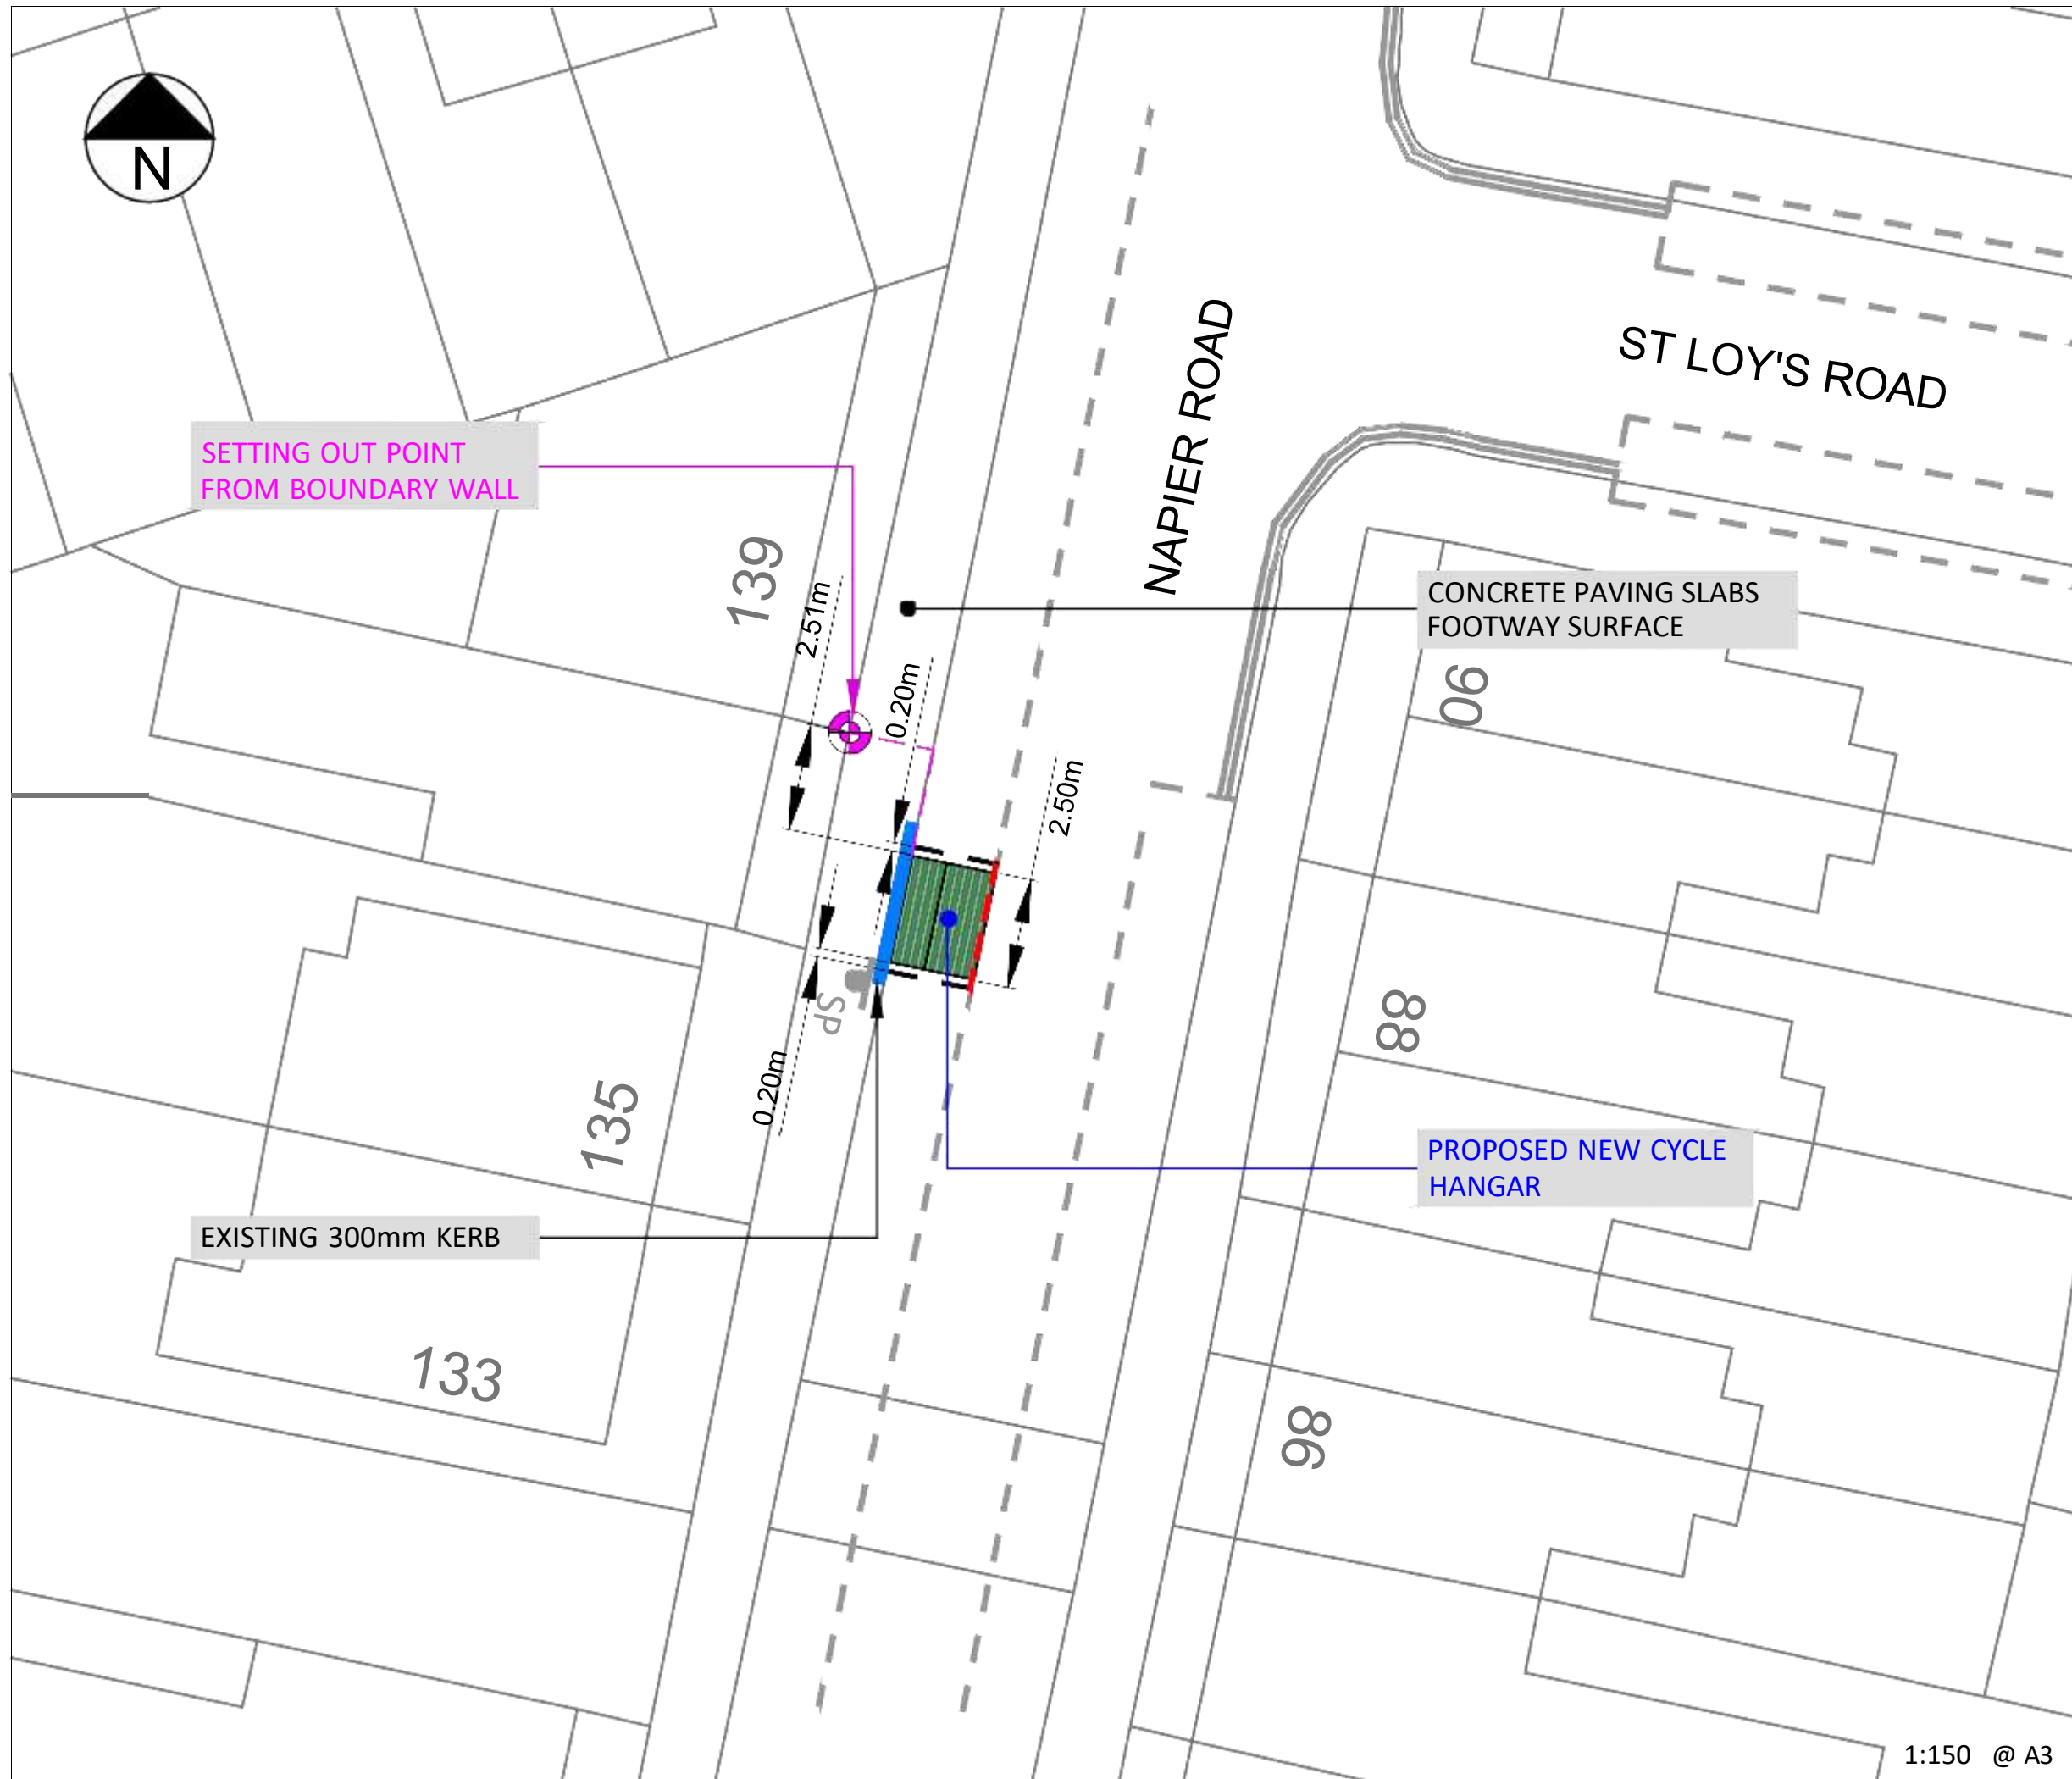 N
ST LOY'S ROAD
NAPIER ROAD
SETTING OUT POINT
FROM BOUNDARY WALL
139
2.51m
0.20m
CONCRETE PAVING SLABS
FOOTWAY SURFACE
90
2.50m
SP
88
0.20m
135
PROPOSED NEW CYCLE
HANGAR
EXISTING 300mm KERB
133
86
1:150 @ A3